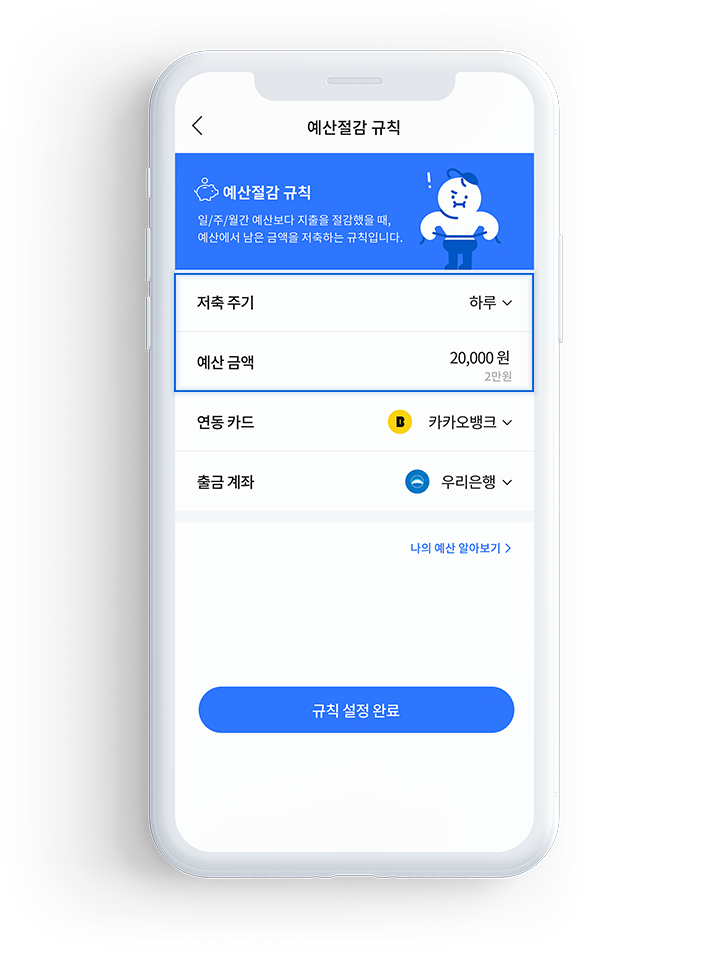 예산절감 규칙
예산절감 규칙
일/주/월간 예산보다 지출을 절감했을 때,
예산에서 남은 금액을 저축하는 규칙입니다.
!
저축 주기 하루
예산 금액 20,000 원
2만원
연동 카드 B 카카오뱅크
출금 계좌 우리은행
나의 예산 알아보기 >
규칙 설정 완료